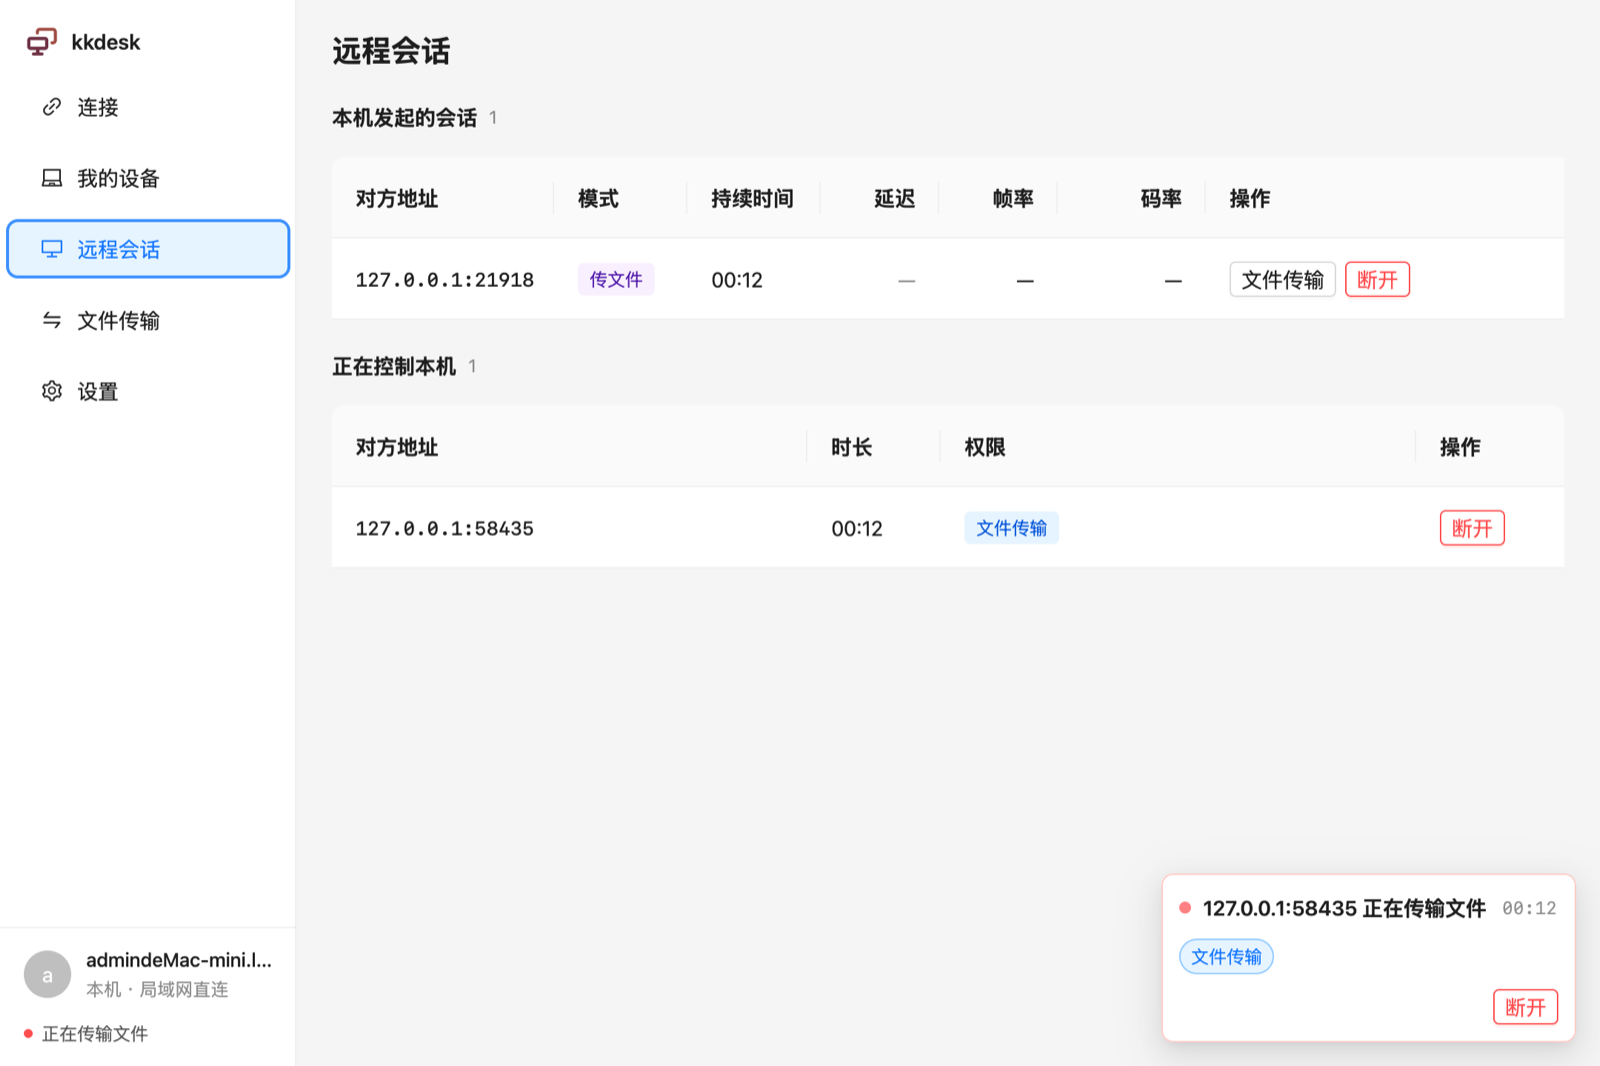 kkdesk
连接
我的设备
远程会话
文件传输
设置
a
admindeMac-mini.l...
本机 · 局域网直连
正在传输文件
远程会话
本机发起的会话 1
对方地址 模式 持续时间 延迟 帧率 码率 操作
127.0.0.1:21918 传文件 00:12 — — — 文件传输 断开
正在控制本机 1
对方地址 时长 权限 操作
127.0.0.1:58435 00:12 文件传输 断开
127.0.0.1:58435 正在传输文件 00:12
文件传输
断开